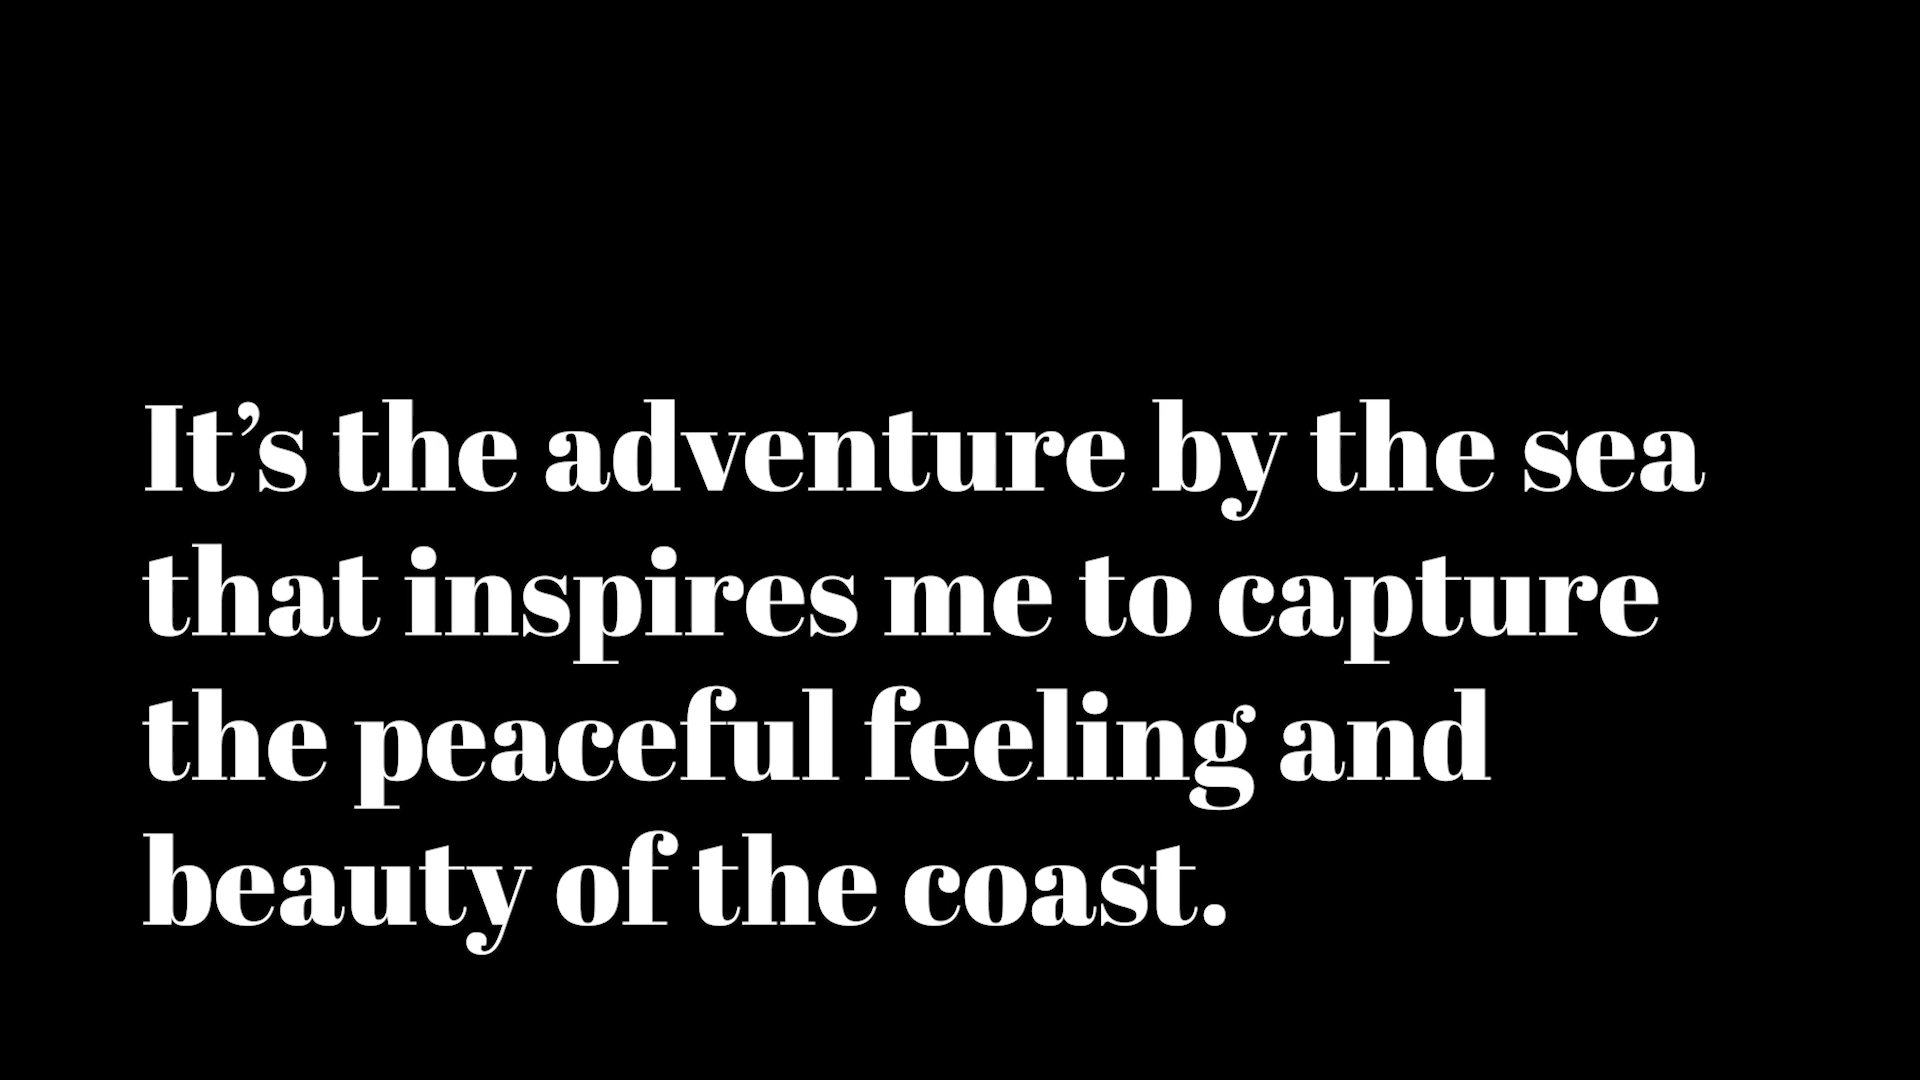 It’s the adventure by the sea
that inspires me to capture
the peaceful feeling and
beauty of the coast.